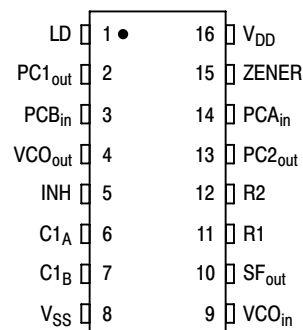 LD 1 16 VDD
PC1out 2 15 ZENER
PCBin 3 14 PCAin
VCOout 4 13 PC2out
INH 5 12 R2
C1A 6 11 R1
C1B 7 10 SFout
VSS 8 9 VCOin